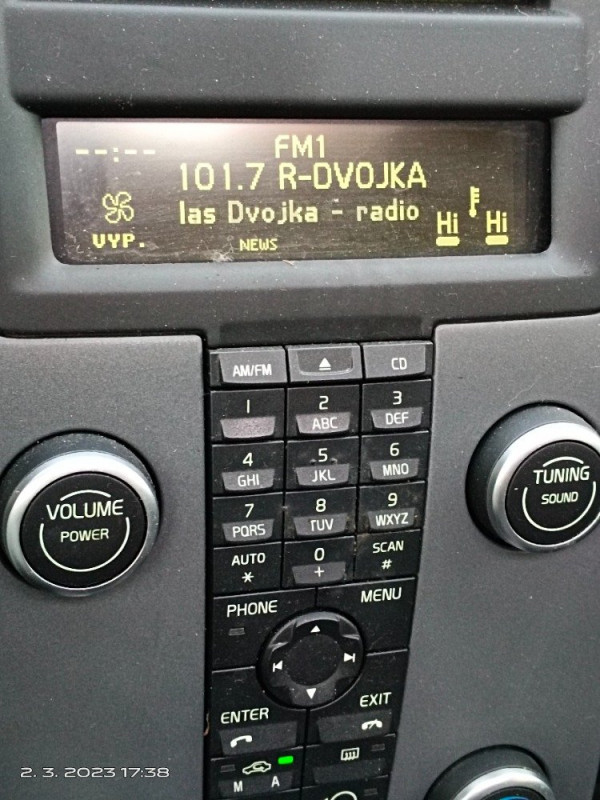 --:--
FM1
101.7 R-DVOJKA
las Dvojka - radio
Hi Hi
VYP.
NEWS
AM/FM CD
1 2 ABC 3 DEF
4 GHI 5 JKL 6 MNO
7 PQRS 8 TUV 9 WXYZ
AUTO * 0 + SCAN #
VOLUME
POWER
TUNING
SOUND
PHONE MENU
ENTER EXIT
M A
2. 3. 2023 17:38